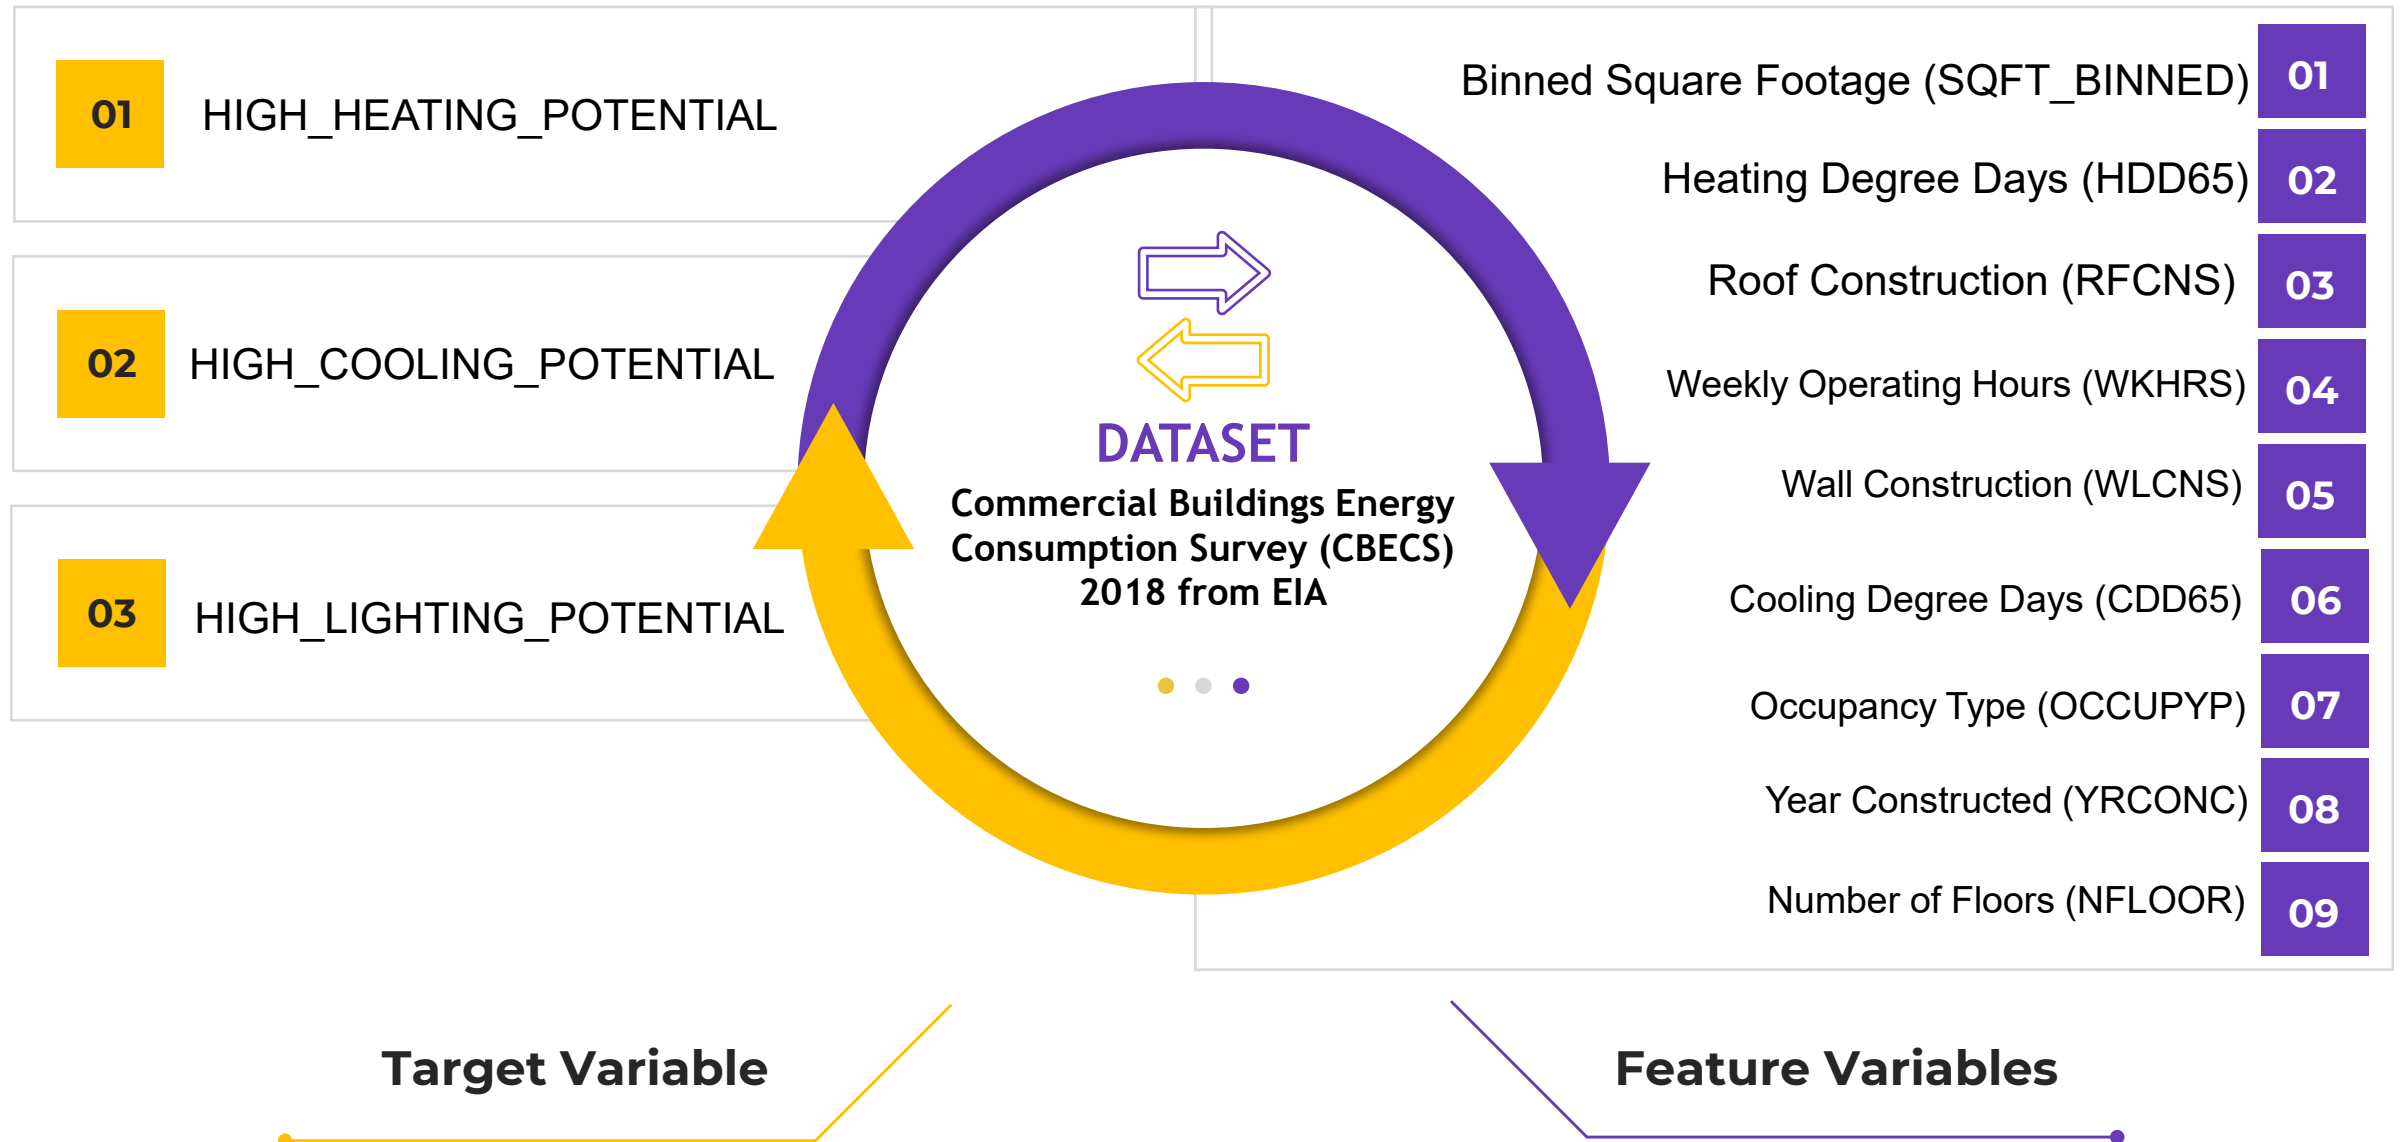 01 HIGH_HEATING_POTENTIAL
02 HIGH_COOLING_POTENTIAL
03 HIGH_LIGHTING_POTENTIAL
DATASET
Commercial Buildings Energy
Consumption Survey (CBECS)
2018 from EIA
Binned Square Footage (SQFT_BINNED) 01
Heating Degree Days (HDD65) 02
Roof Construction (RFCNS) 03
Weekly Operating Hours (WKHRS) 04
Wall Construction (WLCNS) 05
Cooling Degree Days (CDD65) 06
Occupancy Type (OCCUPYP) 07
Year Constructed (YRCONC) 08
Number of Floors (NFLOOR) 09
Target Variable
Feature Variables